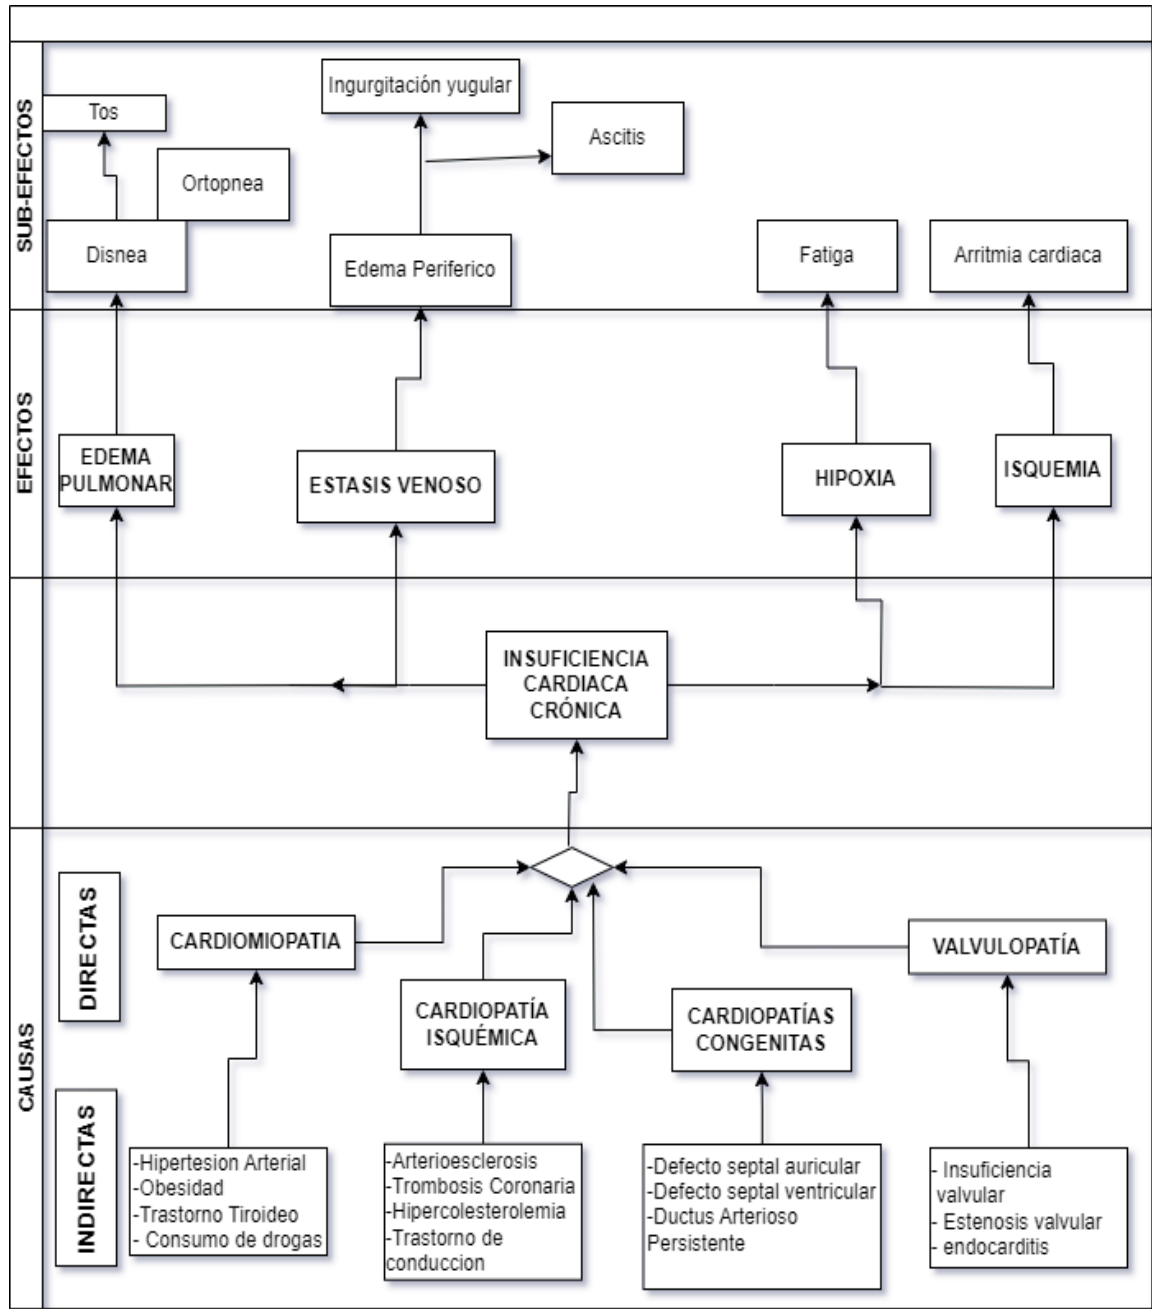 SUB-EFECTOS
Ingurgitación yugular
Tos
Ascitis
Ortopnea
Disnea
Edema Periferico
Fatiga
Arritmia cardiaca
EFECTOS
EDEMA
PULMONAR
ESTASIS VENOSO
HIPOXIA
ISQUEMIA
INSUFICIENCIA
CARDIACA
CRÓNICA
CAUSAS
DIRECTAS
CARDIOMIOPATIA
CARDIOPATÍA
ISQUÉMICA
CARDIOPATÍAS
CONGENITAS
VALVULOPATÍA
INDIRECTAS
-Hipertesion Arterial
-Obesidad
-Trastorno Tiroideo
- Consumo de drogas
-Arterioesclerosis
-Trombosis Coronaria
-Hipercolesterolemia
-Trastorno de
conduccion
-Defecto septal auricular
-Defecto septal ventricular
-Ductus Arterioso
Persistente
- Insuficiencia
valvular
- Estenosis valvular
- endocarditis